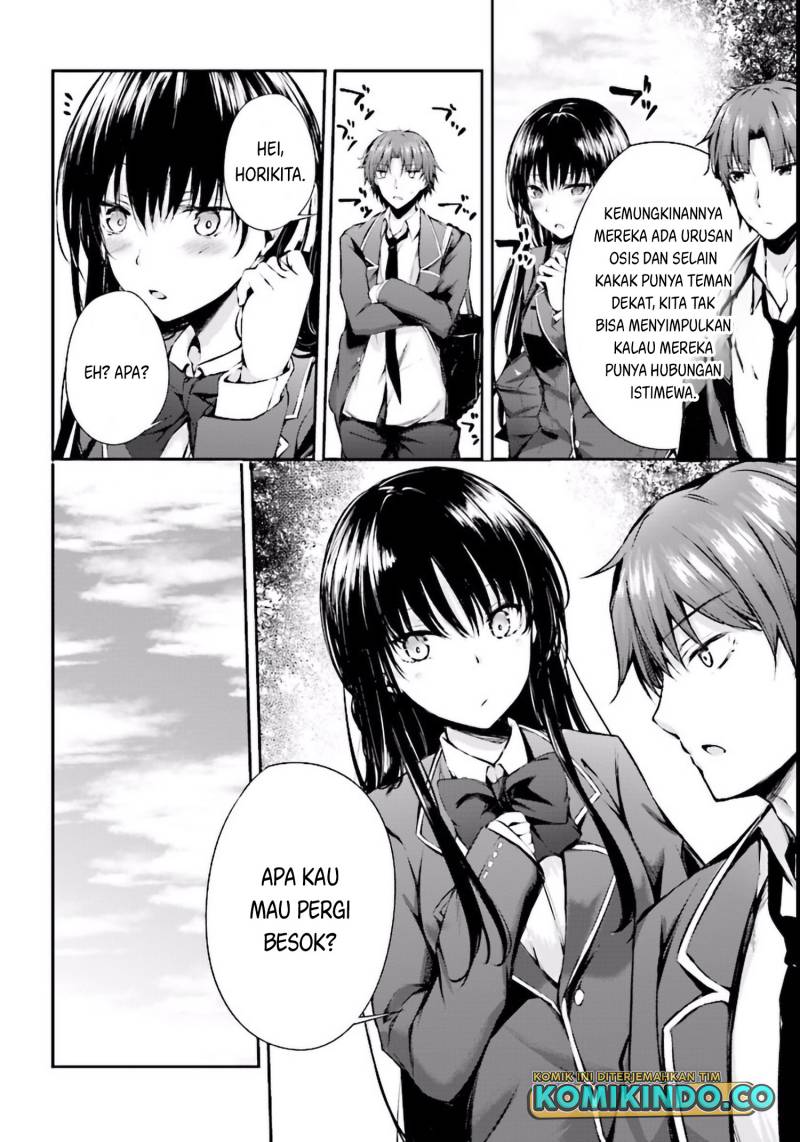 KEMUNGKINANNYA
MEREKA ADA URUSAN
OSIS DAN SELAIN
KAKAK PUNYA TEMAN
DEKAT, KITA TAK
BISA MENYIMPULKAN
KALAU MEREKA
PUNYA HUBUNGAN
ISTIMEWA.
HEI,
HORIKITA.
EH? APA?
APA KAU
MAU PERGI
BESOK?
KOMIK INI DITERJEMAHKAN TIM
KOMIKINDO.CO